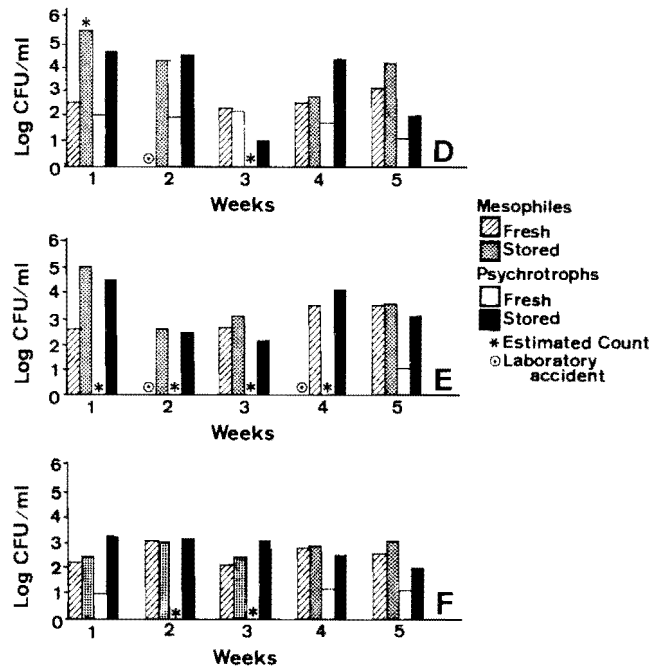 Log CFU/ml
6
5
4
3
2
1
0
*
*
D
1 2 3 4 5
Weeks
Mesophiles
Fresh
Stored
Psychrotrophs
Fresh
Stored
* Estimated Count
⊙ Laboratory
accident
Log CFU/ml
6
5
4
3
2
1
0
* ⊙ * * ⊙ *
E
1 2 3 4 5
Weeks
Log CFU/ml
6
5
4
3
2
1
0
* *
F
1 2 3 4 5
Weeks